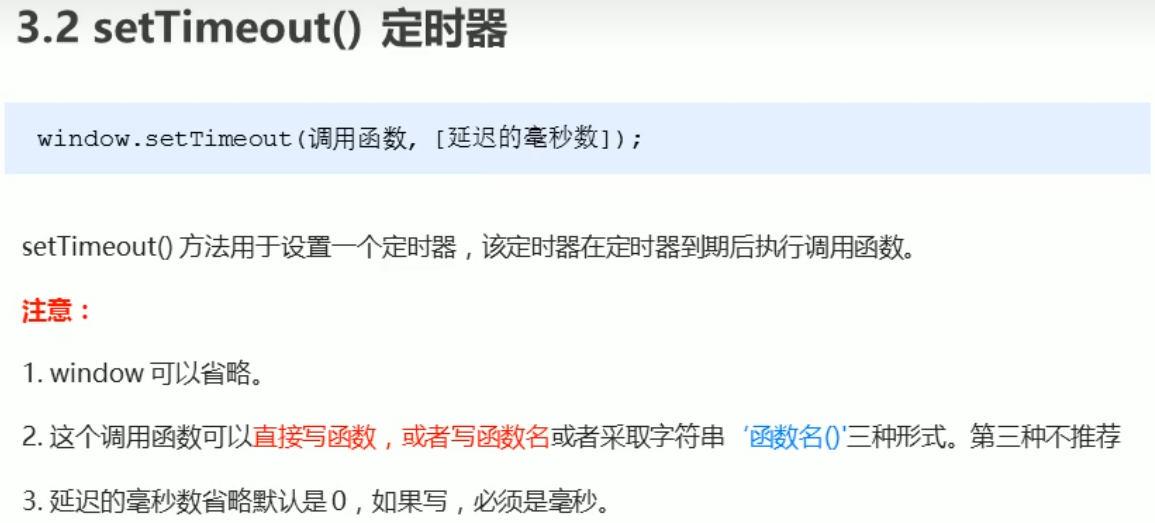 3.2 setTimeout() 定时器
window.setTimeout(调用函数, [延迟的毫秒数]);
setTimeout() 方法用于设置一个定时器，该定时器在定时器到期后执行调用函数。
注意：
1. window 可以省略。
2. 这个调用函数可以直接写函数，或者写函数名或者采取字符串‘函数名()'三种形式。第三种不推荐
3. 延迟的毫秒数省略默认是 0，如果写，必须是毫秒。